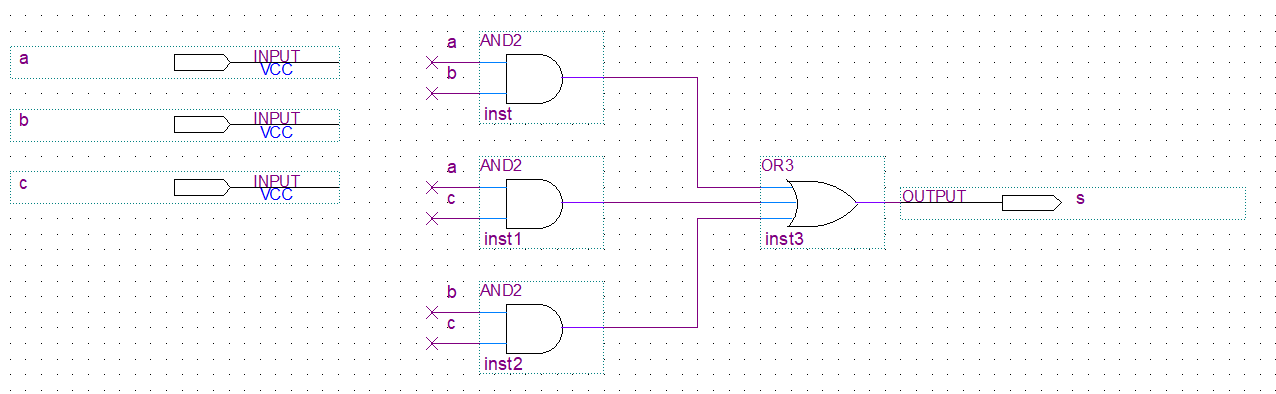 a
INPUT
VCC
b
INPUT
VCC
c
INPUT
VCC
a
AND2
b
inst
a
AND2
c
inst1
b
AND2
c
inst2
OR3
inst3
OUTPUT
s